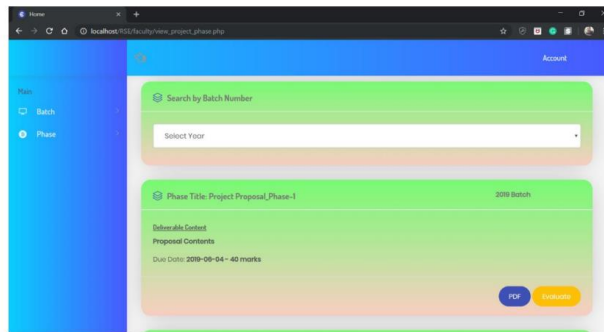 Home
localhost/RSE/faculty/view_project_phase.php
Account
Main
Batch
Phase
Search by Batch Number
Select Year
Phase Title: Project Proposal_Phase-1
2019 Batch
Deliverable Content
Proposal Contents
Due Date: 2019-06-04 - 40 marks
PDF
Evaluate